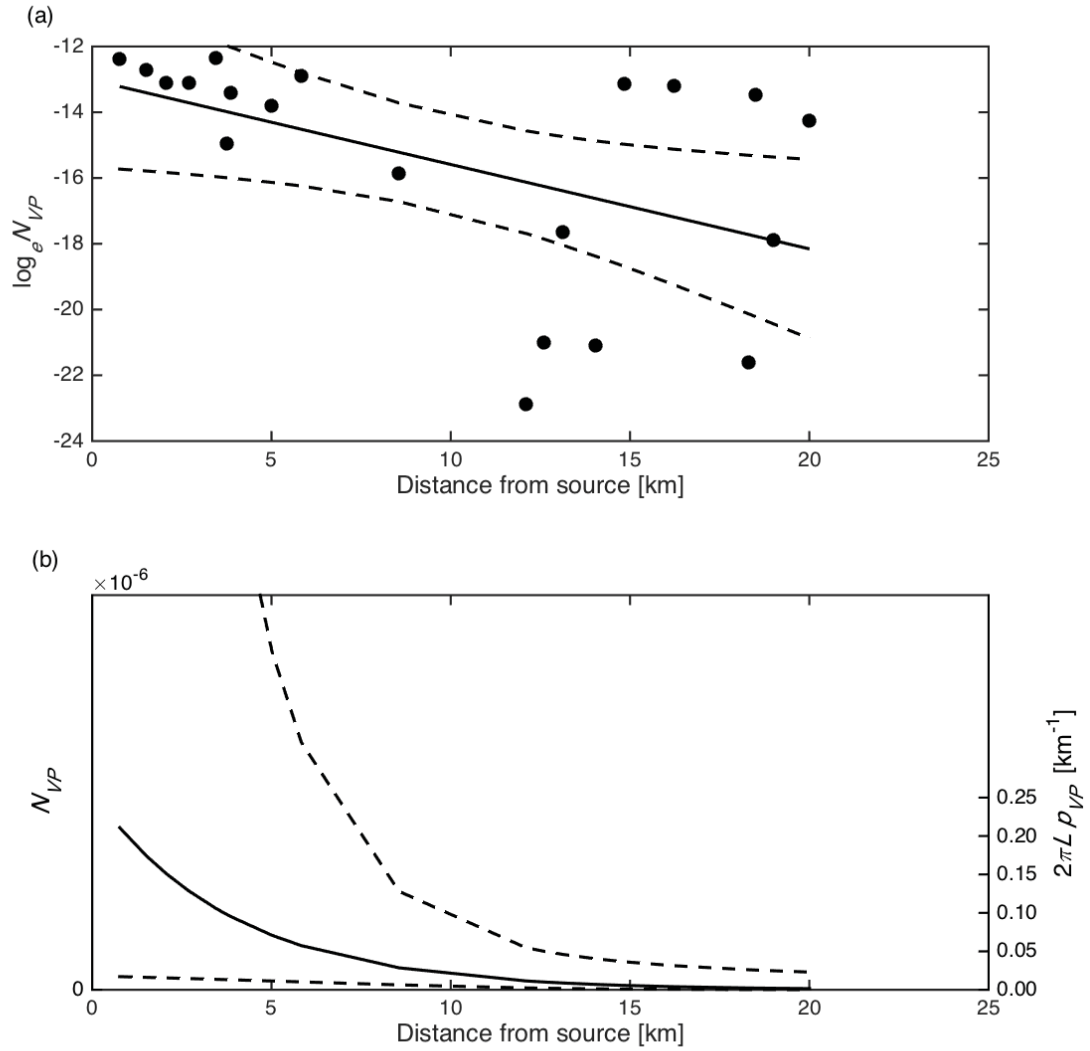 (a)
-12
-14
-16
-18
-20
-22
-24
log_e N_VP
0 5 10 15 20 25
Distance from source [km]
(b)
×10^-6
N_VP
0
0.25
0.20
0.15
0.10
0.05
0.00
2πL p_VP [km^-1]
0 5 10 15 20 25
Distance from source [km]